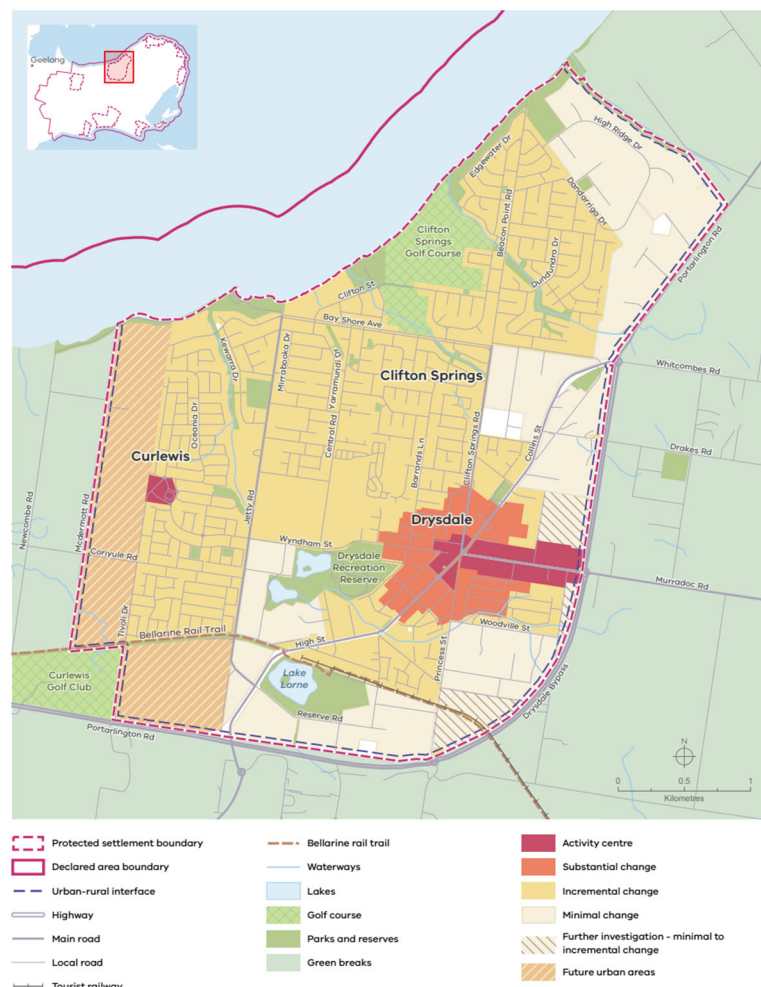 Geelong
High Ridge Dr
Edgewater Dr
Dandarriga Dr
Beacon Point Rd
Clifton
Springs
Golf Course
Dundundra Dr
Portarlington Rd
Clifton St
Bay Shore Ave
Kewarra Dr
Mirrabooka Dr
Yarramundi Dr
Clifton Springs
Whitcombes Rd
Oceania Dr
Central Rd
Barrands Ln
Clifton Springs Rd
Collins St
Drakes Rd
Curlewis
Newcombe Rd
Mcdermott Rd
Jetty Rd
Drysdale
Wyndham St
Coriyule Rd
Drysdale
Recreation
Reserve
Murradoc Rd
Tivoli Dr
Bellarine Rail Trail
High St
Princess St
Woodville St
Curlewis
Golf Club
Lake
Lorne
Reserve Rd
Drysdale Bypass
Portarlington Rd
N
0 0.5 1
Kilometres
Protected settlement boundary
Declared area boundary
Urban-rural interface
Highway
Main road
Local road
Tourist railway
Bellarine rail trail
Waterways
Lakes
Golf course
Parks and reserves
Green breaks
Activity centre
Substantial change
Incremental change
Minimal change
Further investigation - minimal to
incremental change
Future urban areas